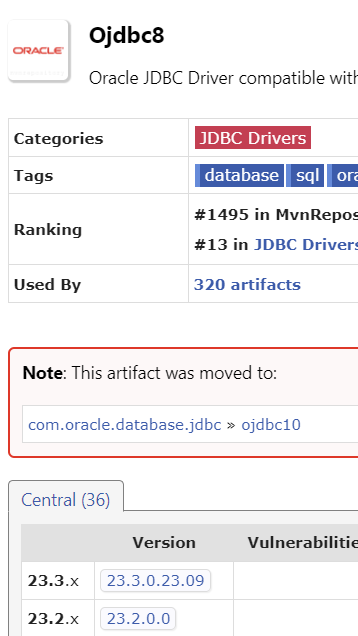 ORACLE
Ojdbc8
Oracle JDBC Driver compatible with
Categories JDBC Drivers
Tags database sql
Ranking #1495 in
#13 in JDBC Drivers
Used By 320 artifacts
Note: This artifact was moved to:
com.oracle.database.jdbc » ojdbc10
Central (36)
Version
23.3.x 23.3.0.23.09
23.2.x 23.2.0.0